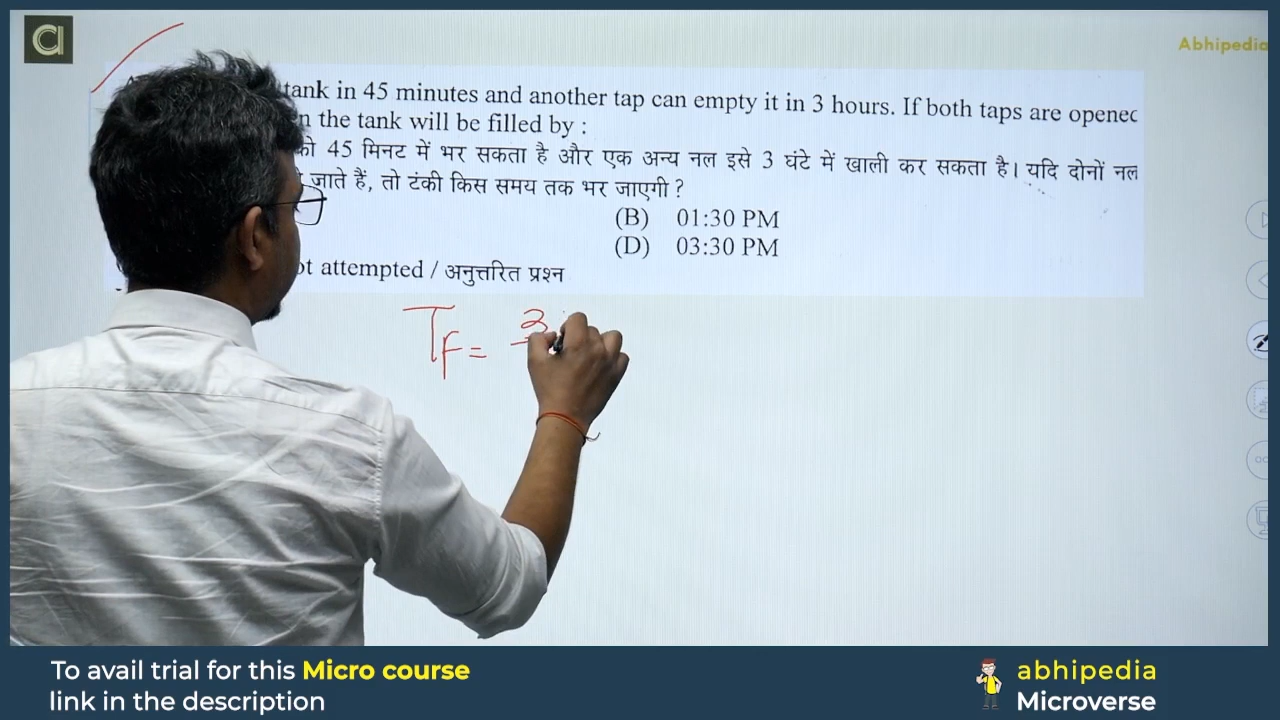 Abhipedia
tank in 45 minutes and another tap can empty it in 3 hours. If both taps are opened
the tank will be filled by :
को 45 मिनट में भर सकता है और एक अन्य नल इसे 3 घंटे में खाली कर सकता है। यदि दोनों नल
जाते हैं, तो टंकी किस समय तक भर जाएगी ?
(B) 01:30 PM
(D) 03:30 PM
attempted / अनुत्तरित प्रश्न
TF = 3
To avail trial for this Micro course
link in the description
abhipedia
Microverse